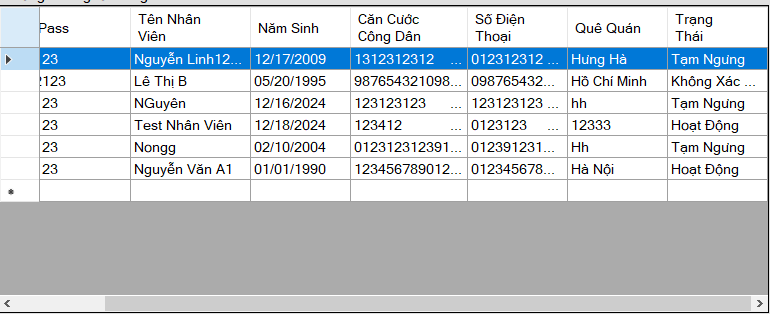 Pass Tên Nhân Viên Năm Sinh Căn Cước Công Dân Số Điện Thoại Quê Quán Trạng Thái
23 Nguyễn Linh12... 12/17/2009 1312312312 ... 012312312 ... Hưng Hà Tạm Ngưng
2123 Lê Thị B 05/20/1995 987654321098... 098765432... Hồ Chí Minh Không Xác ...
23 NGuyên 12/16/2024 123123123 ... 123123123 ... hh Tạm Ngưng
23 Test Nhân Viên 12/18/2024 123412 ... 0123123 ... 12333 Hoạt Động
23 Nongg 02/10/2004 012312312391... 012391231... Hh Tạm Ngưng
23 Nguyễn Văn A1 01/01/1990 123456789012... 012345678... Hà Nội Hoạt Động